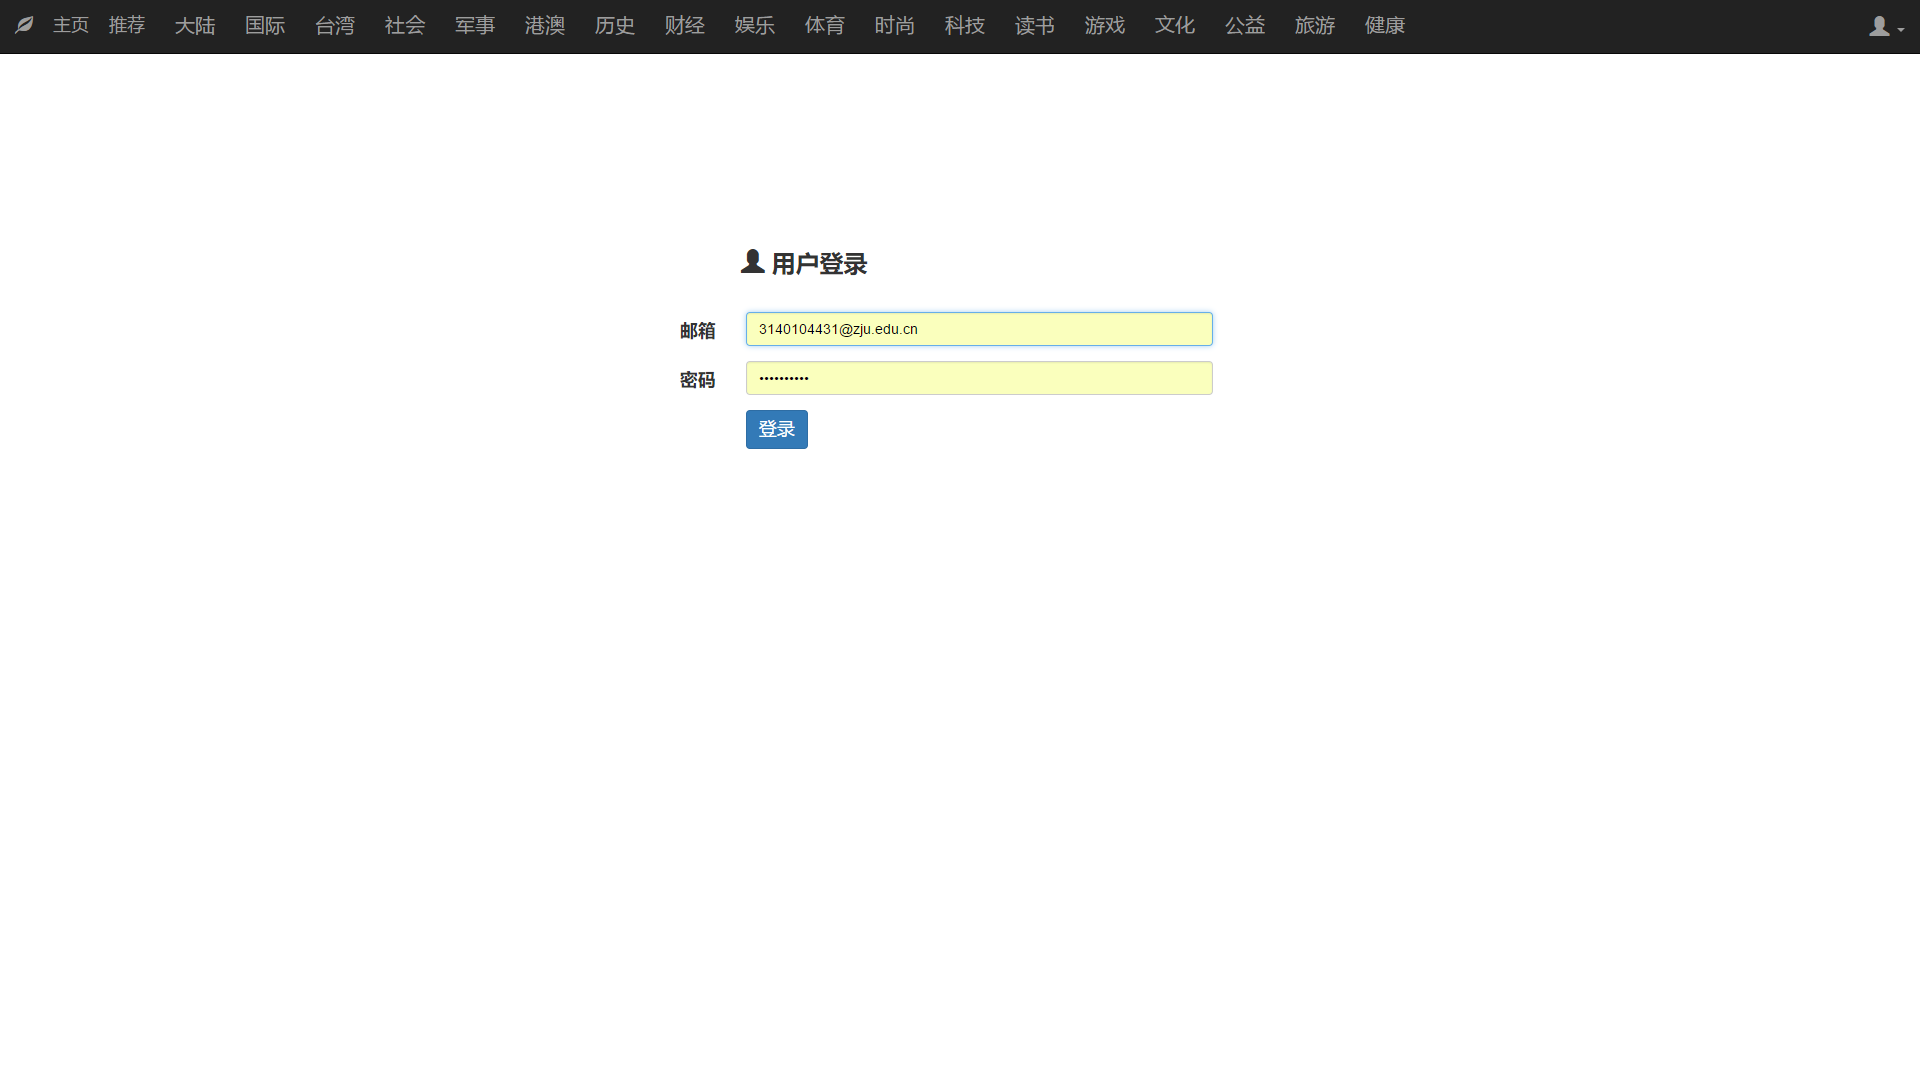 主页 推荐 大陆 国际 台湾 社会 军事 港澳 历史 财经 娱乐 体育 时尚 科技 读书 游戏 文化 公益 旅游 健康
用户登录
邮箱 3140104431@zju.edu.cn
密码 ••••••••••
登录